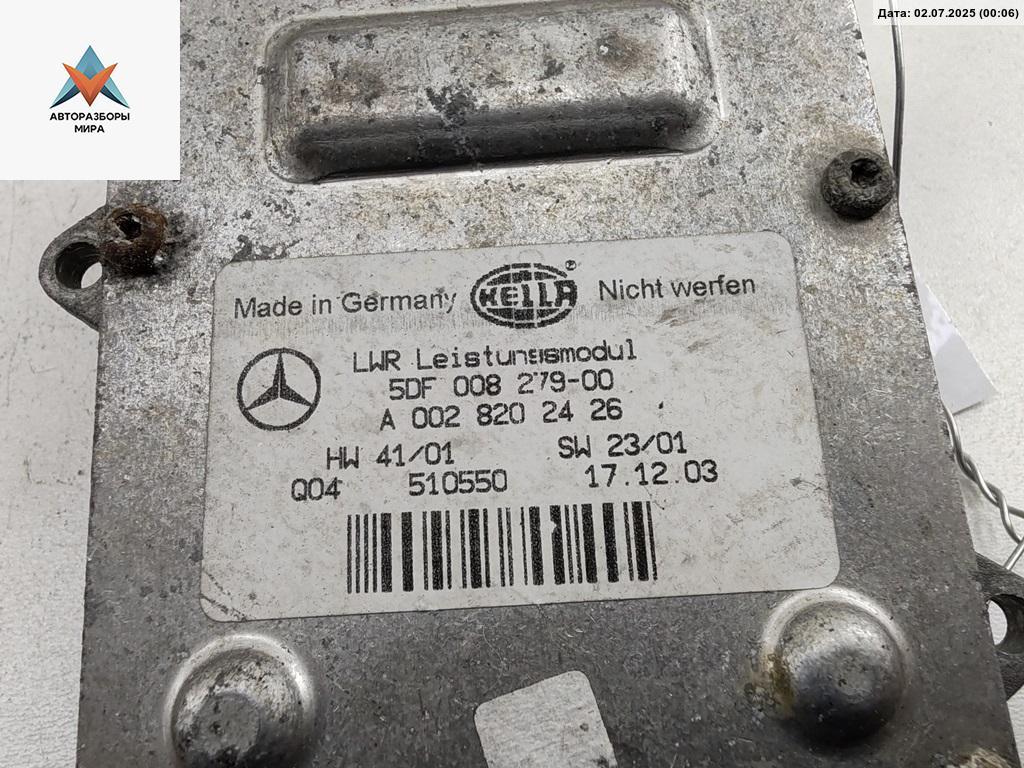 Дата: 02.07.2025 (00:06)
АВТОРАЗБОРЫ
МИРА
Made in Germany HELLA® Nicht werfen
LWR Leistungsmodul
5DF 008 279-00
A 002 820 24 26
HW 41/01 SW 23/01
Q04 510550 17.12.03